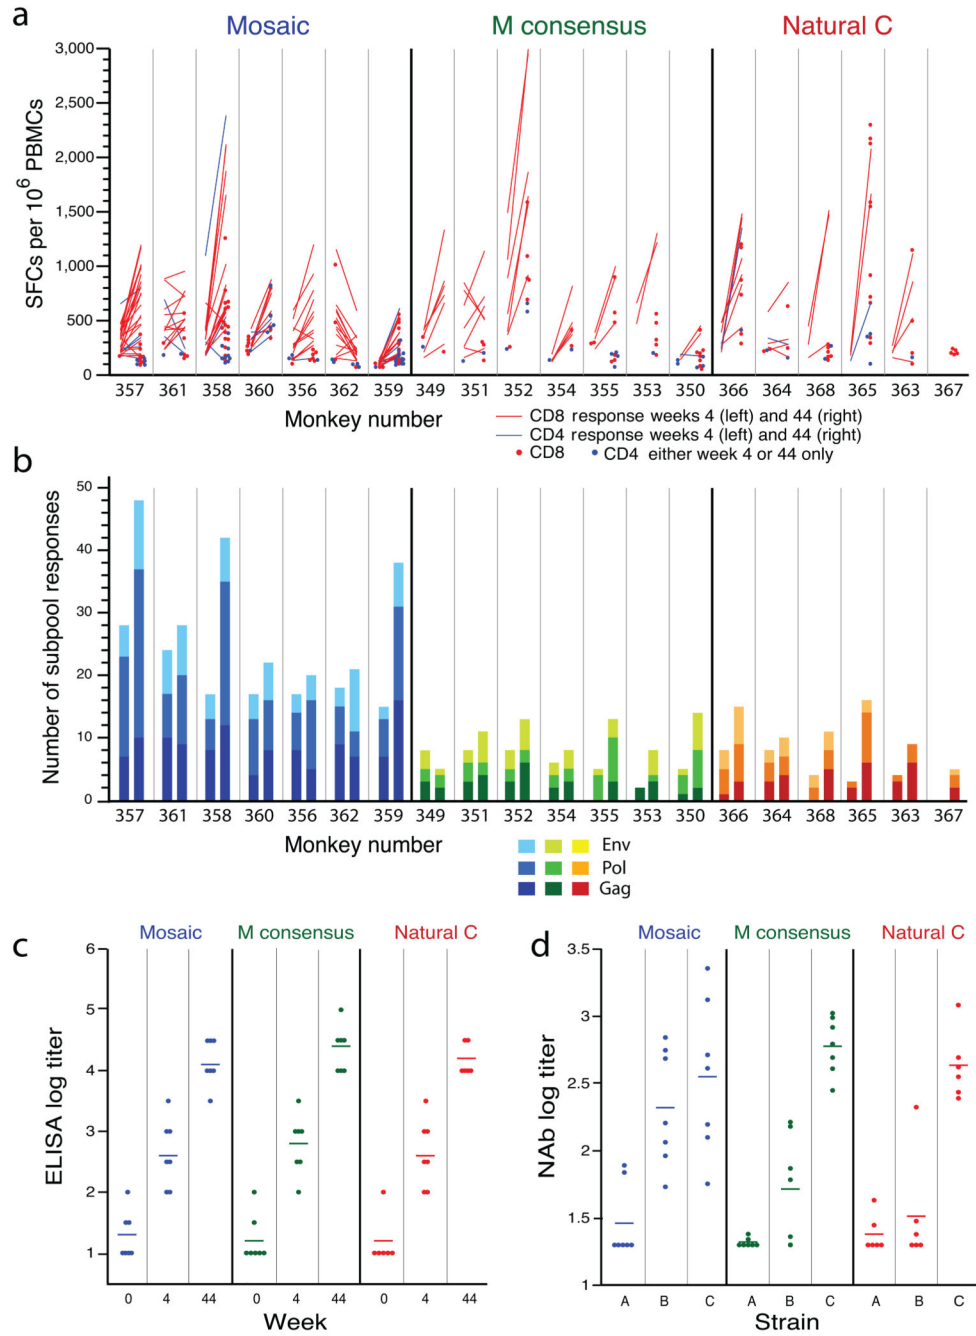 a
Mosaic M consensus Natural C
3,000
2,500
2,000
1,500
1,000
500
0
SFCs per 10⁶ PBMCs
357 361 358 360 356 362 359 349 351 352 354 355 353 350 366 364 368 365 363 367
Monkey number
CD8 response weeks 4 (left) and 44 (right)
CD4 response weeks 4 (left) and 44 (right)
CD8 CD4 either week 4 or 44 only
b
50
40
30
20
10
0
Number of subpool responses
357 361 358 360 356 362 359 349 351 352 354 355 353 350 366 364 368 365 363 367
Monkey number
Env
Pol
Gag
c
Mosaic M consensus Natural C
6
5
4
3
2
1
ELISA log titer
0 4 44 0 4 44 0 4 44
Week
d
Mosaic M consensus Natural C
3.5
3
2.5
2
1.5
1
NAb log titer
A B C A B C A B C
Strain